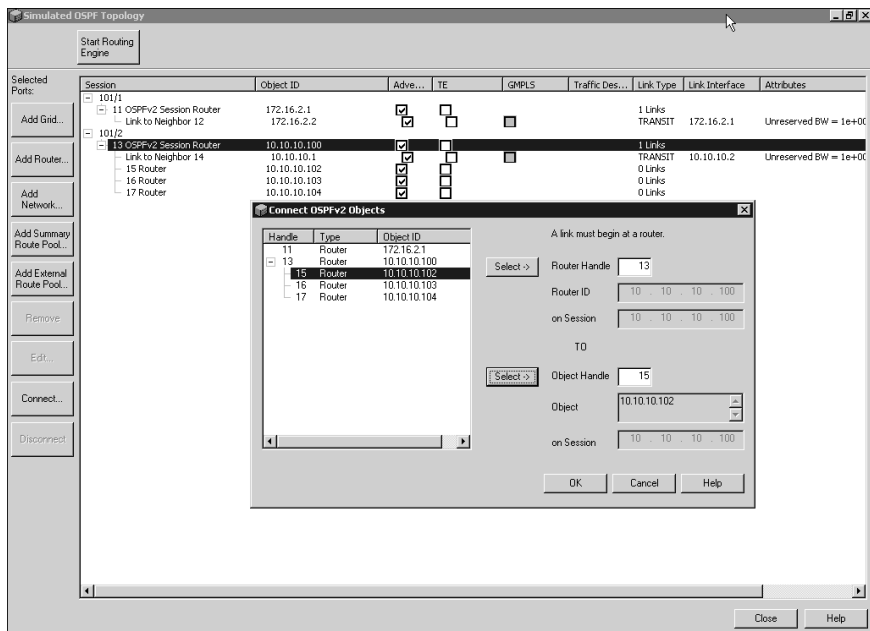 Simulated OSPF Topology
Start Routing
Engine
Selected
Ports:
Add Grid...
Add Router...
Add
Network...
Add Summary
Route Pool...
Add External
Route Pool...
Remove
Edit...
Connect...
Disconnect
Session Object ID Adve... TE GMPLS Traffic Des... Link Type Link Interface Attributes
101/1
11 OSPFv2 Session Router 172.16.2.1 1 Links
Link to Neighbor 12 172.16.2.2 TRANSIT 172.16.2.1 Unreserved BW = 1e+00
101/2
13 OSPFv2 Session Router 10.10.10.100 1 Links
Link to Neighbor 14 10.10.10.1 TRANSIT 10.10.10.2 Unreserved BW = 1e+00
15 Router 10.10.10.102 0 Links
16 Router 10.10.10.103 0 Links
17 Router 10.10.10.104 0 Links
Connect OSPFv2 Objects
Handle Type Object ID
11 Router 172.16.2.1
13 Router 10.10.10.100
15 Router 10.10.10.102
16 Router 10.10.10.103
17 Router 10.10.10.104
A link must begin at a router.
Select -> Router Handle 13
Router ID 10 . 10 . 10 . 100
on Session 10 . 10 . 10 . 100
TO
Select -> Object Handle 15
Object 10.10.10.102
on Session 10 . 10 . 10 . 100
OK Cancel Help
Close Help